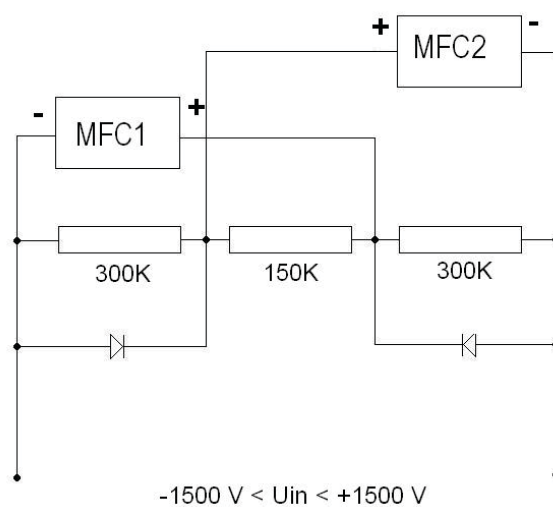 +
-
MFC2
-
+
MFC1
300K
150K
300K
-1500 V < Uin < +1500 V